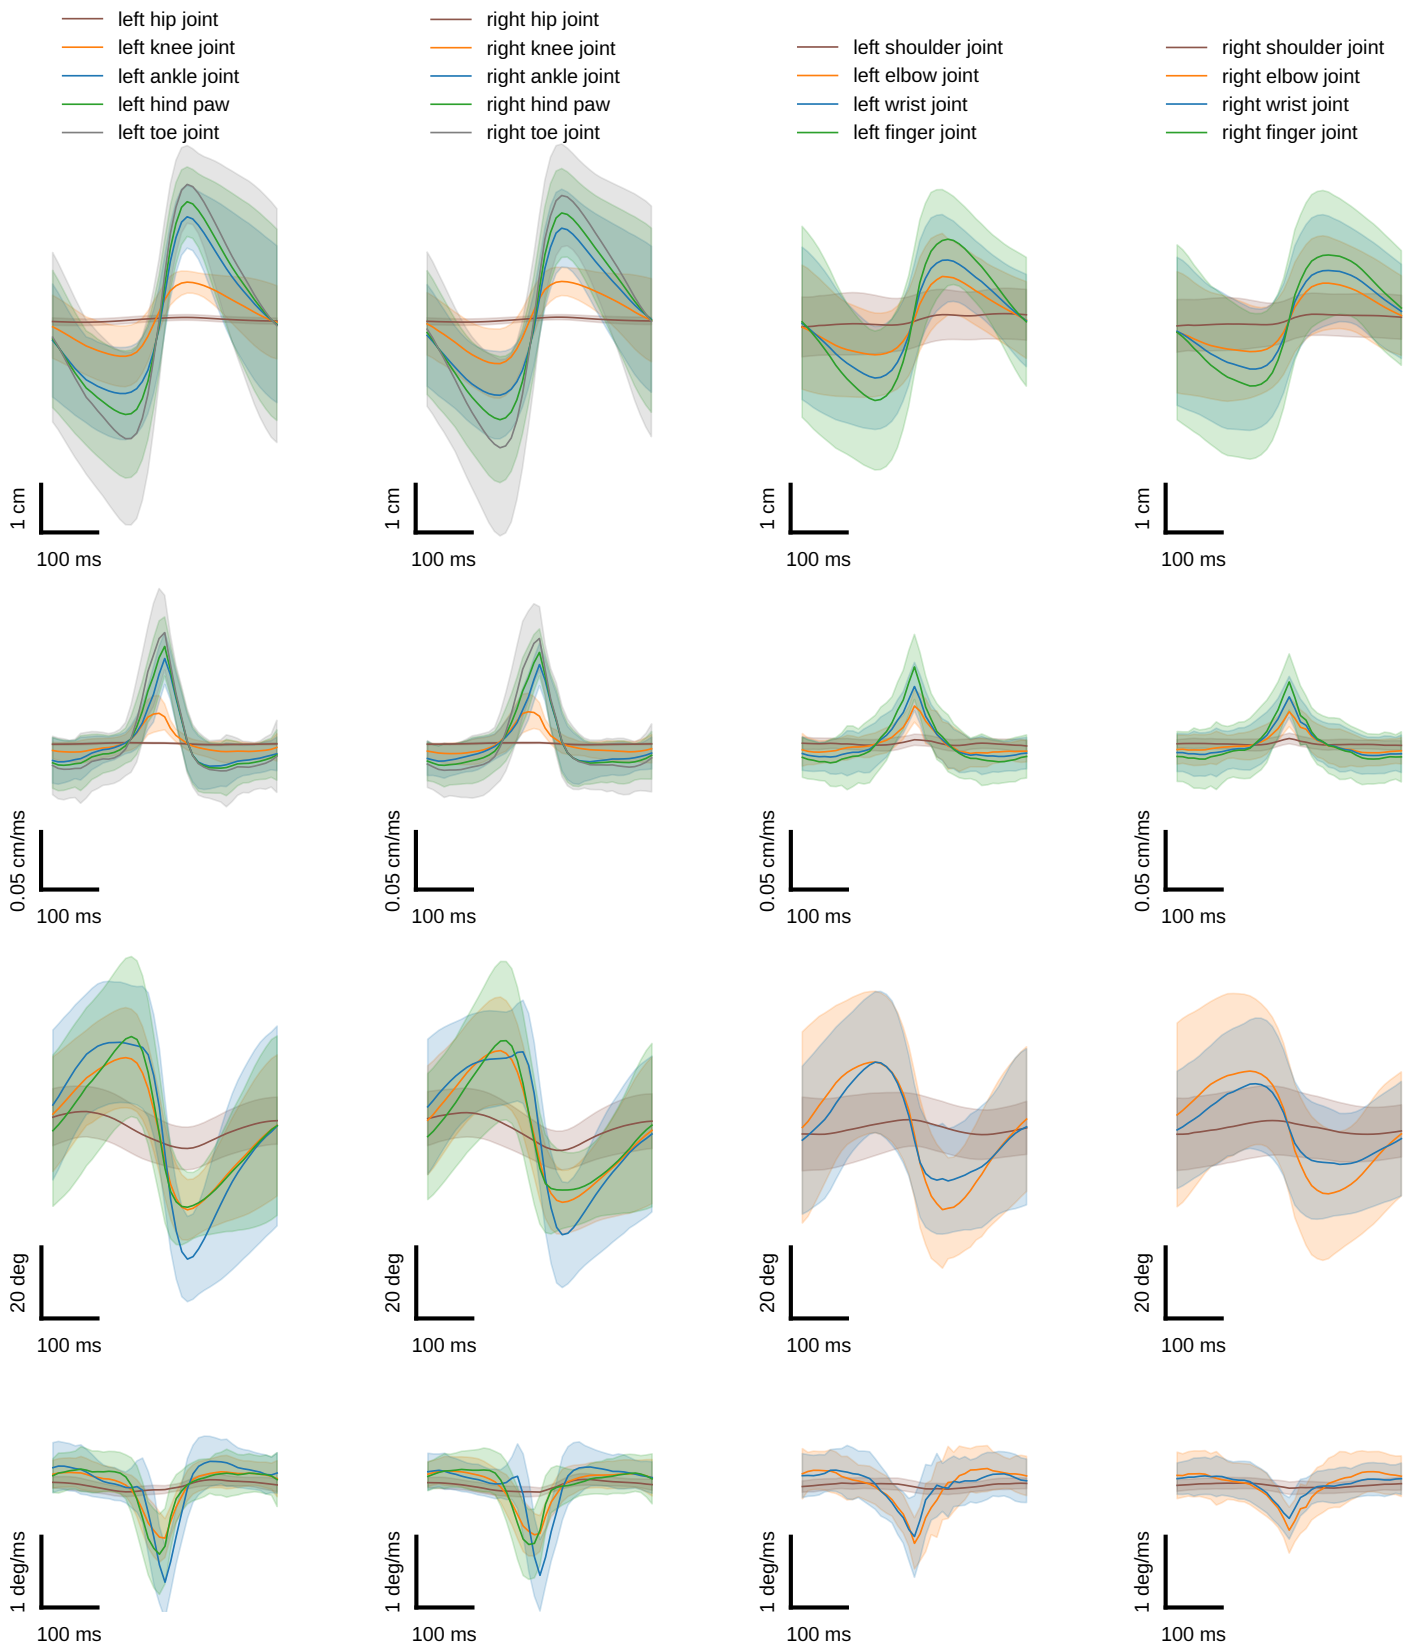 left hip joint
left knee joint
left ankle joint
left hind paw
left toe joint
right hip joint
right knee joint
right ankle joint
right hind paw
right toe joint
left shoulder joint
left elbow joint
left wrist joint
left finger joint
right shoulder joint
right elbow joint
right wrist joint
right finger joint
1 cm
100 ms
1 cm
100 ms
1 cm
100 ms
1 cm
100 ms
0.05 cm/ms
100 ms
0.05 cm/ms
100 ms
0.05 cm/ms
100 ms
0.05 cm/ms
100 ms
20 deg
100 ms
20 deg
100 ms
20 deg
100 ms
20 deg
100 ms
1 deg/ms
100 ms
1 deg/ms
100 ms
1 deg/ms
100 ms
1 deg/ms
100 ms